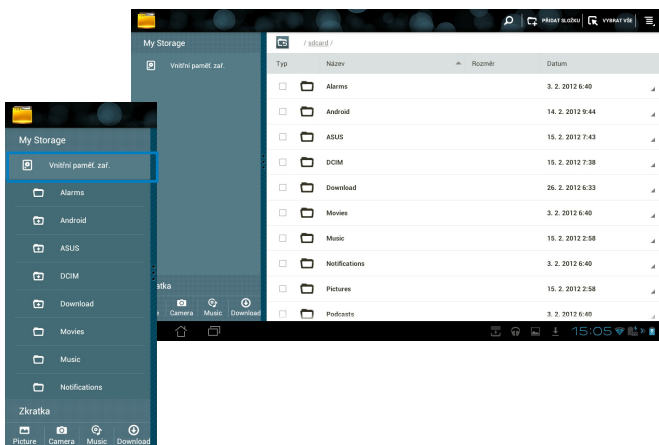 PŘIDAT SLOŽKU VYBRAT VŠE
My Storage
Vnitřní paměť. zař.
/ sdcard /
Typ Název Rozměr Datum
Alarms 3. 2. 2012 6:40
Android 14. 2. 2012 9:44
ASUS 15. 2. 2012 7:43
DCIM 15. 2. 2012 7:38
Download 26. 2. 2012 6:33
Movies 3. 2. 2012 6:40
Music 15. 2. 2012 2:58
Notifications 3. 2. 2012 6:40
Pictures 15. 2. 2012 2:58
Podcasts 3. 2. 2012 6:40
atka
e Camera Music Download
15:05
My Storage
Vnitřní paměť. zař.
Alarms
Android
ASUS
DCIM
Download
Movies
Music
Notifications
Zkratka
Picture Camera Music Download